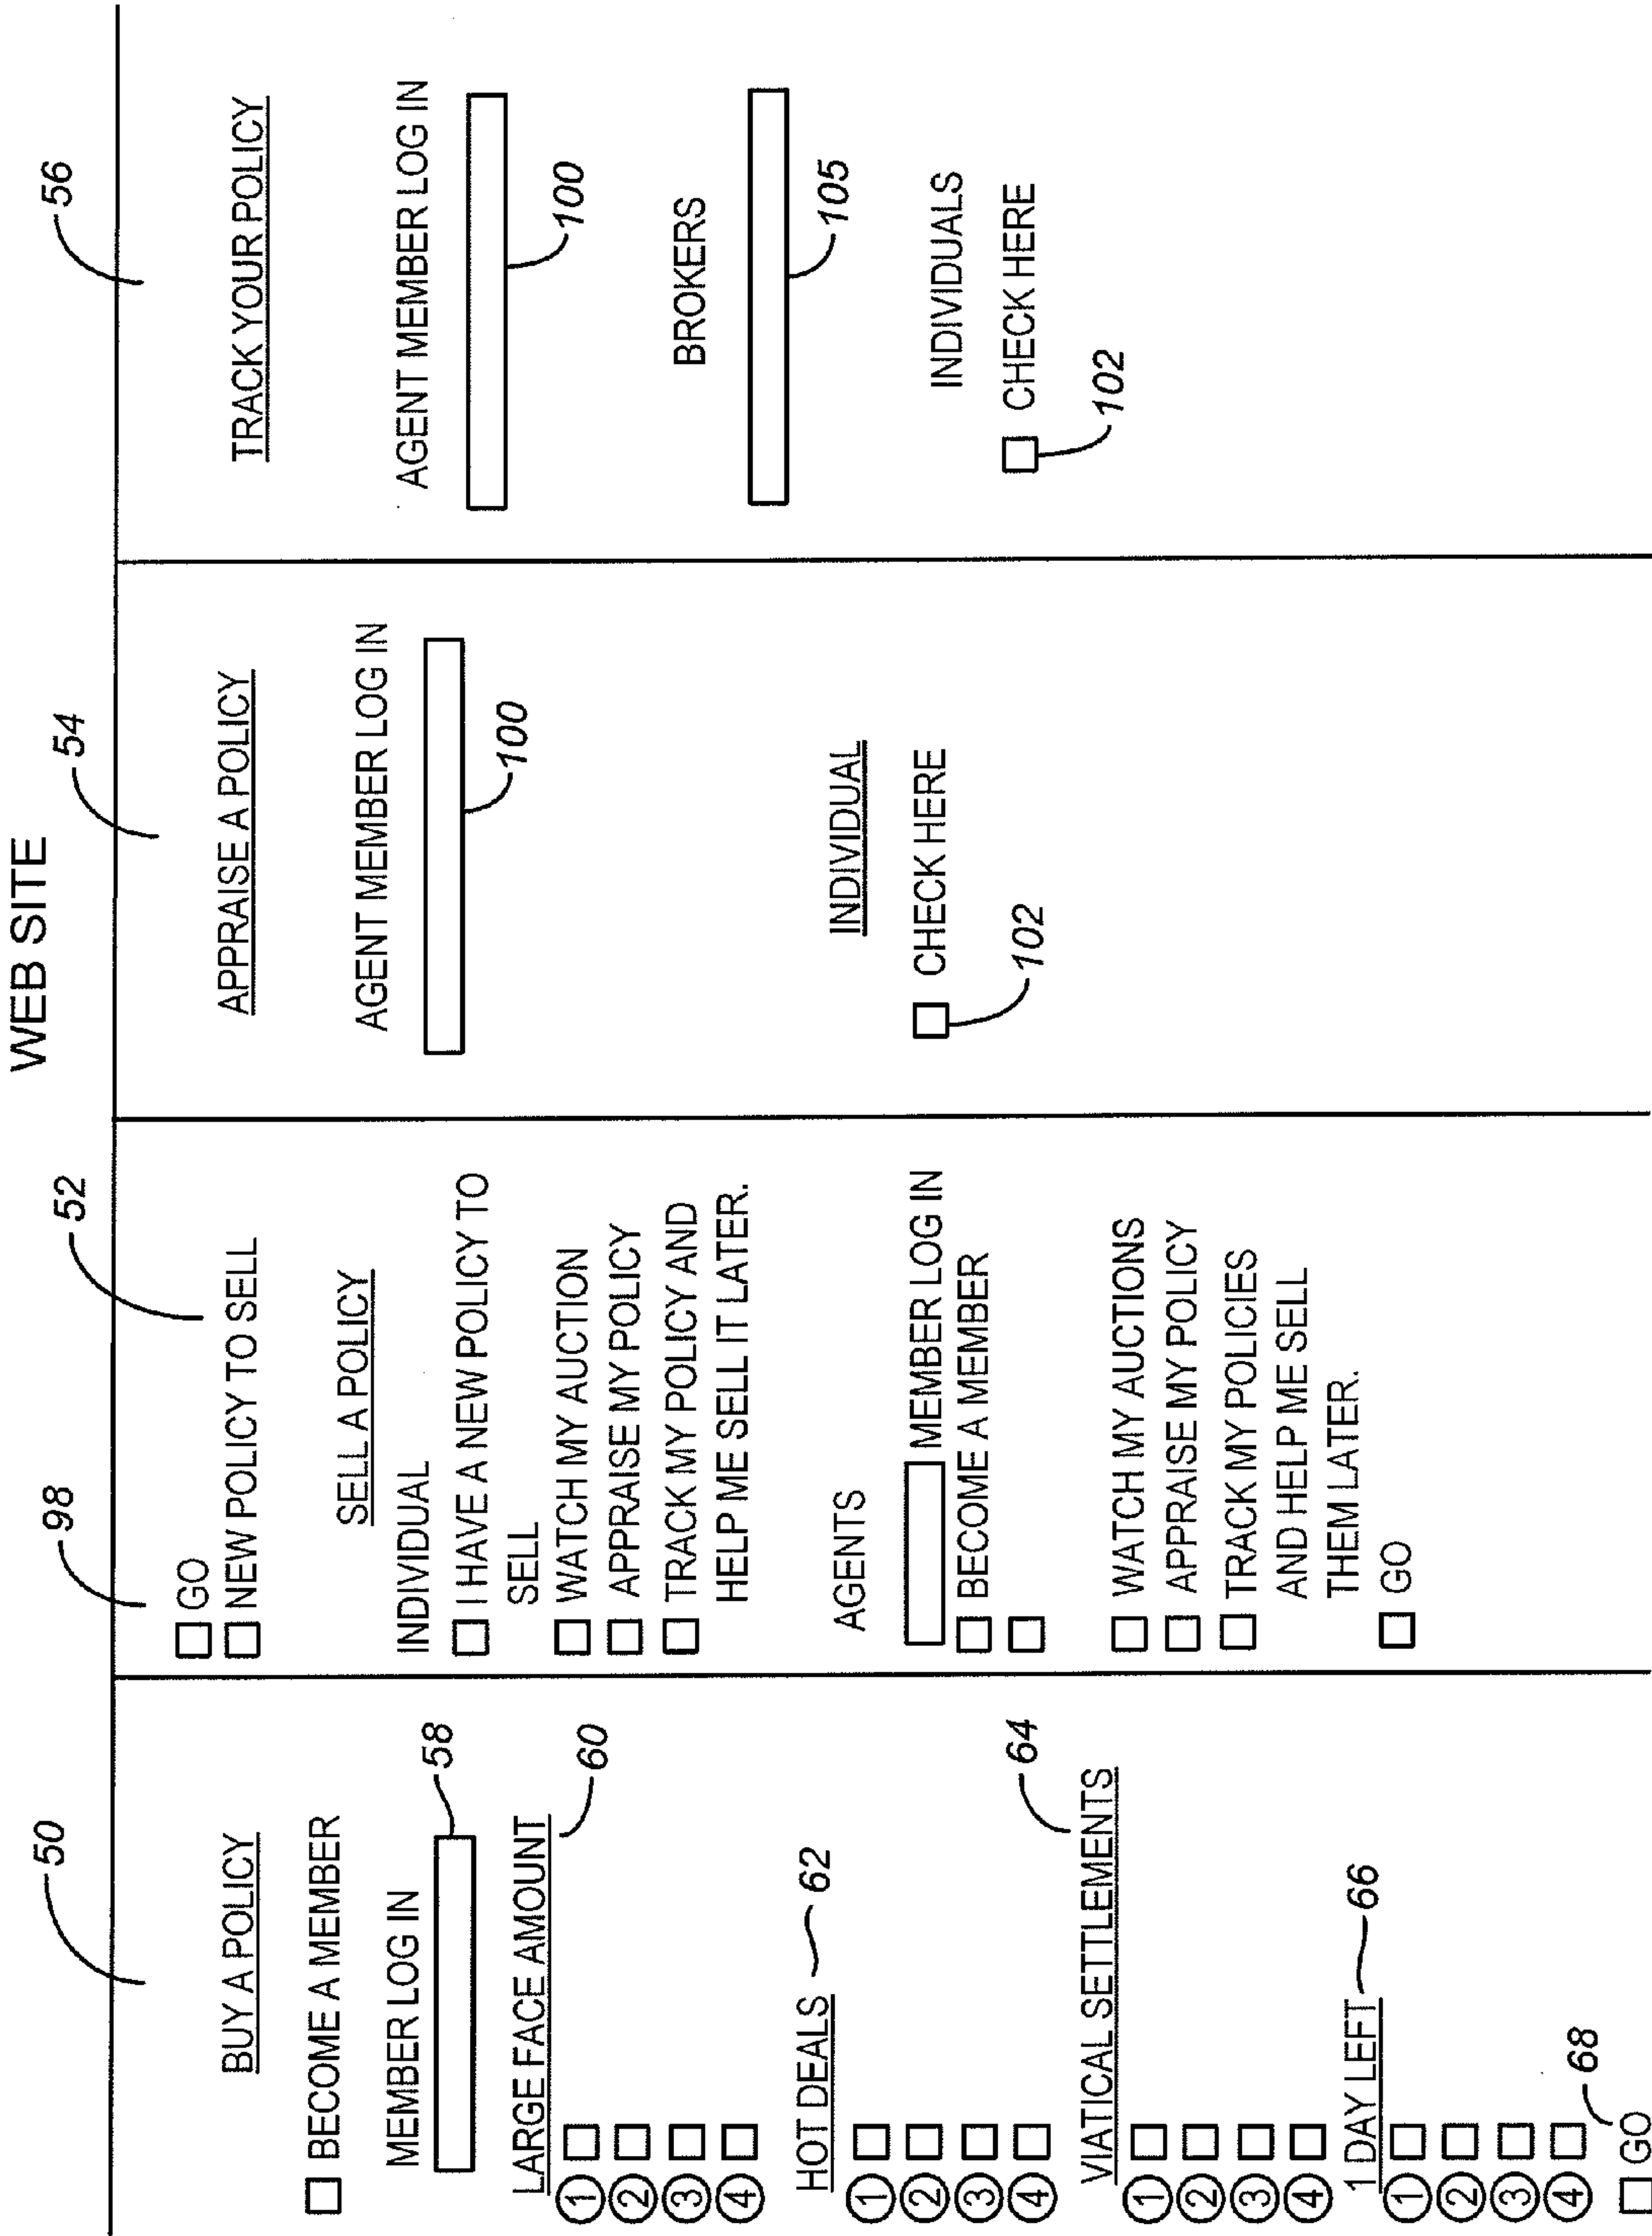 WEB SITE
50
BUY A POLICY
BECOME A MEMBER
MEMBER LOG IN
58
LARGE FACE AMOUNT
60
1
2
3
4
HOT DEALS
62
1
2
3
4
64
VIATICAL SETTLEMENTS
1
2
3
4
1 DAY LEFT
66
1
2
3
4
68
GO
98
52
GO
NEW POLICY TO SELL
SELL A POLICY
INDIVIDUAL
I HAVE A NEW POLICY TO
SELL
WATCH MY AUCTION
APPRAISE MY POLICY
TRACK MY POLICY AND
HELP ME SELL IT LATER.
AGENTS
MEMBER LOG IN
BECOME A MEMBER
WATCH MY AUCTIONS
APPRAISE MY POLICY
TRACK MY POLICIES
AND HELP ME SELL
THEM LATER.
GO
54
APPRAISE A POLICY
AGENT MEMBER LOG IN
100
INDIVIDUAL
CHECK HERE
102
56
TRACK YOUR POLICY
AGENT MEMBER LOG IN
100
BROKERS
105
INDIVIDUALS
CHECK HERE
102